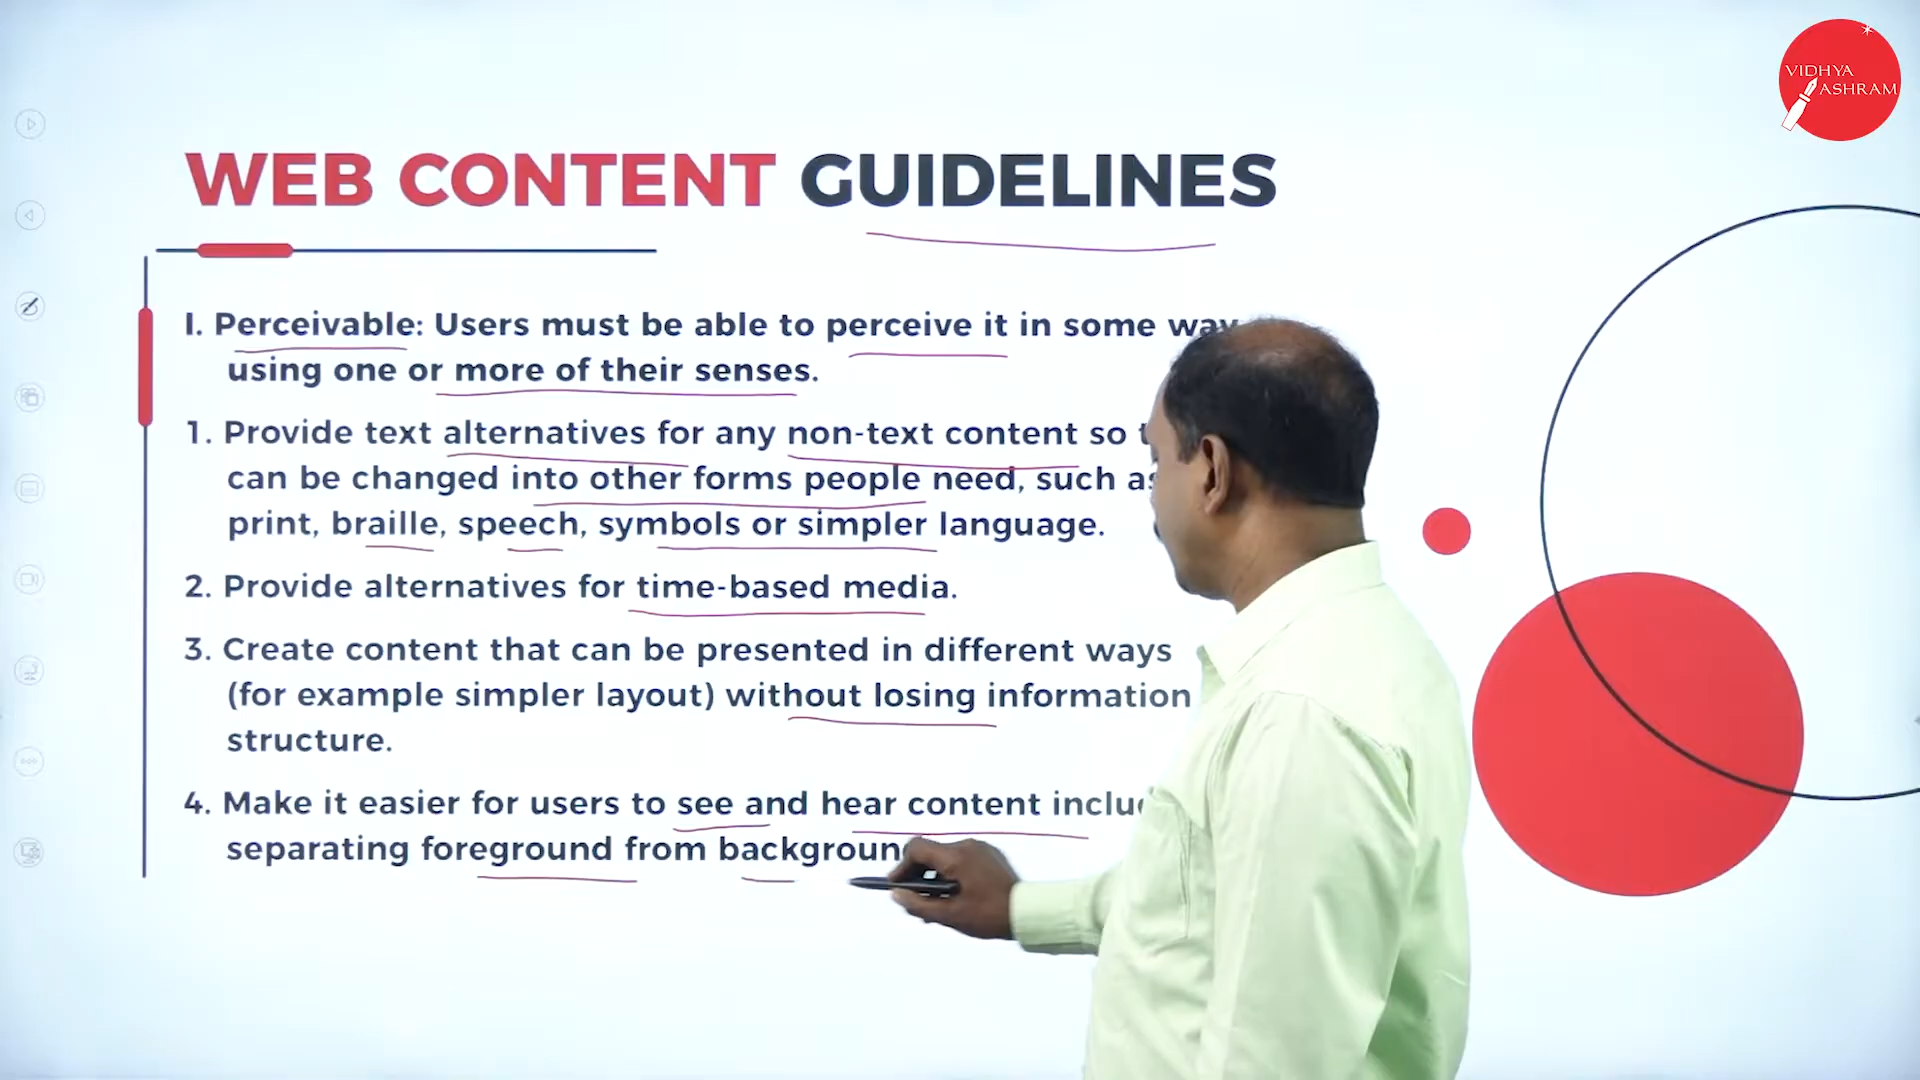 VIDHYA
ASHRAM
WEB CONTENT GUIDELINES
I. Perceivable: Users must be able to perceive it in some way
using one or more of their senses.
1. Provide text alternatives for any non-text content so
can be changed into other forms people need, such as
print, braille, speech, symbols or simpler language.
2. Provide alternatives for time-based media.
3. Create content that can be presented in different ways
(for example simpler layout) without losing information
structure.
4. Make it easier for users to see and hear content
separating foreground from